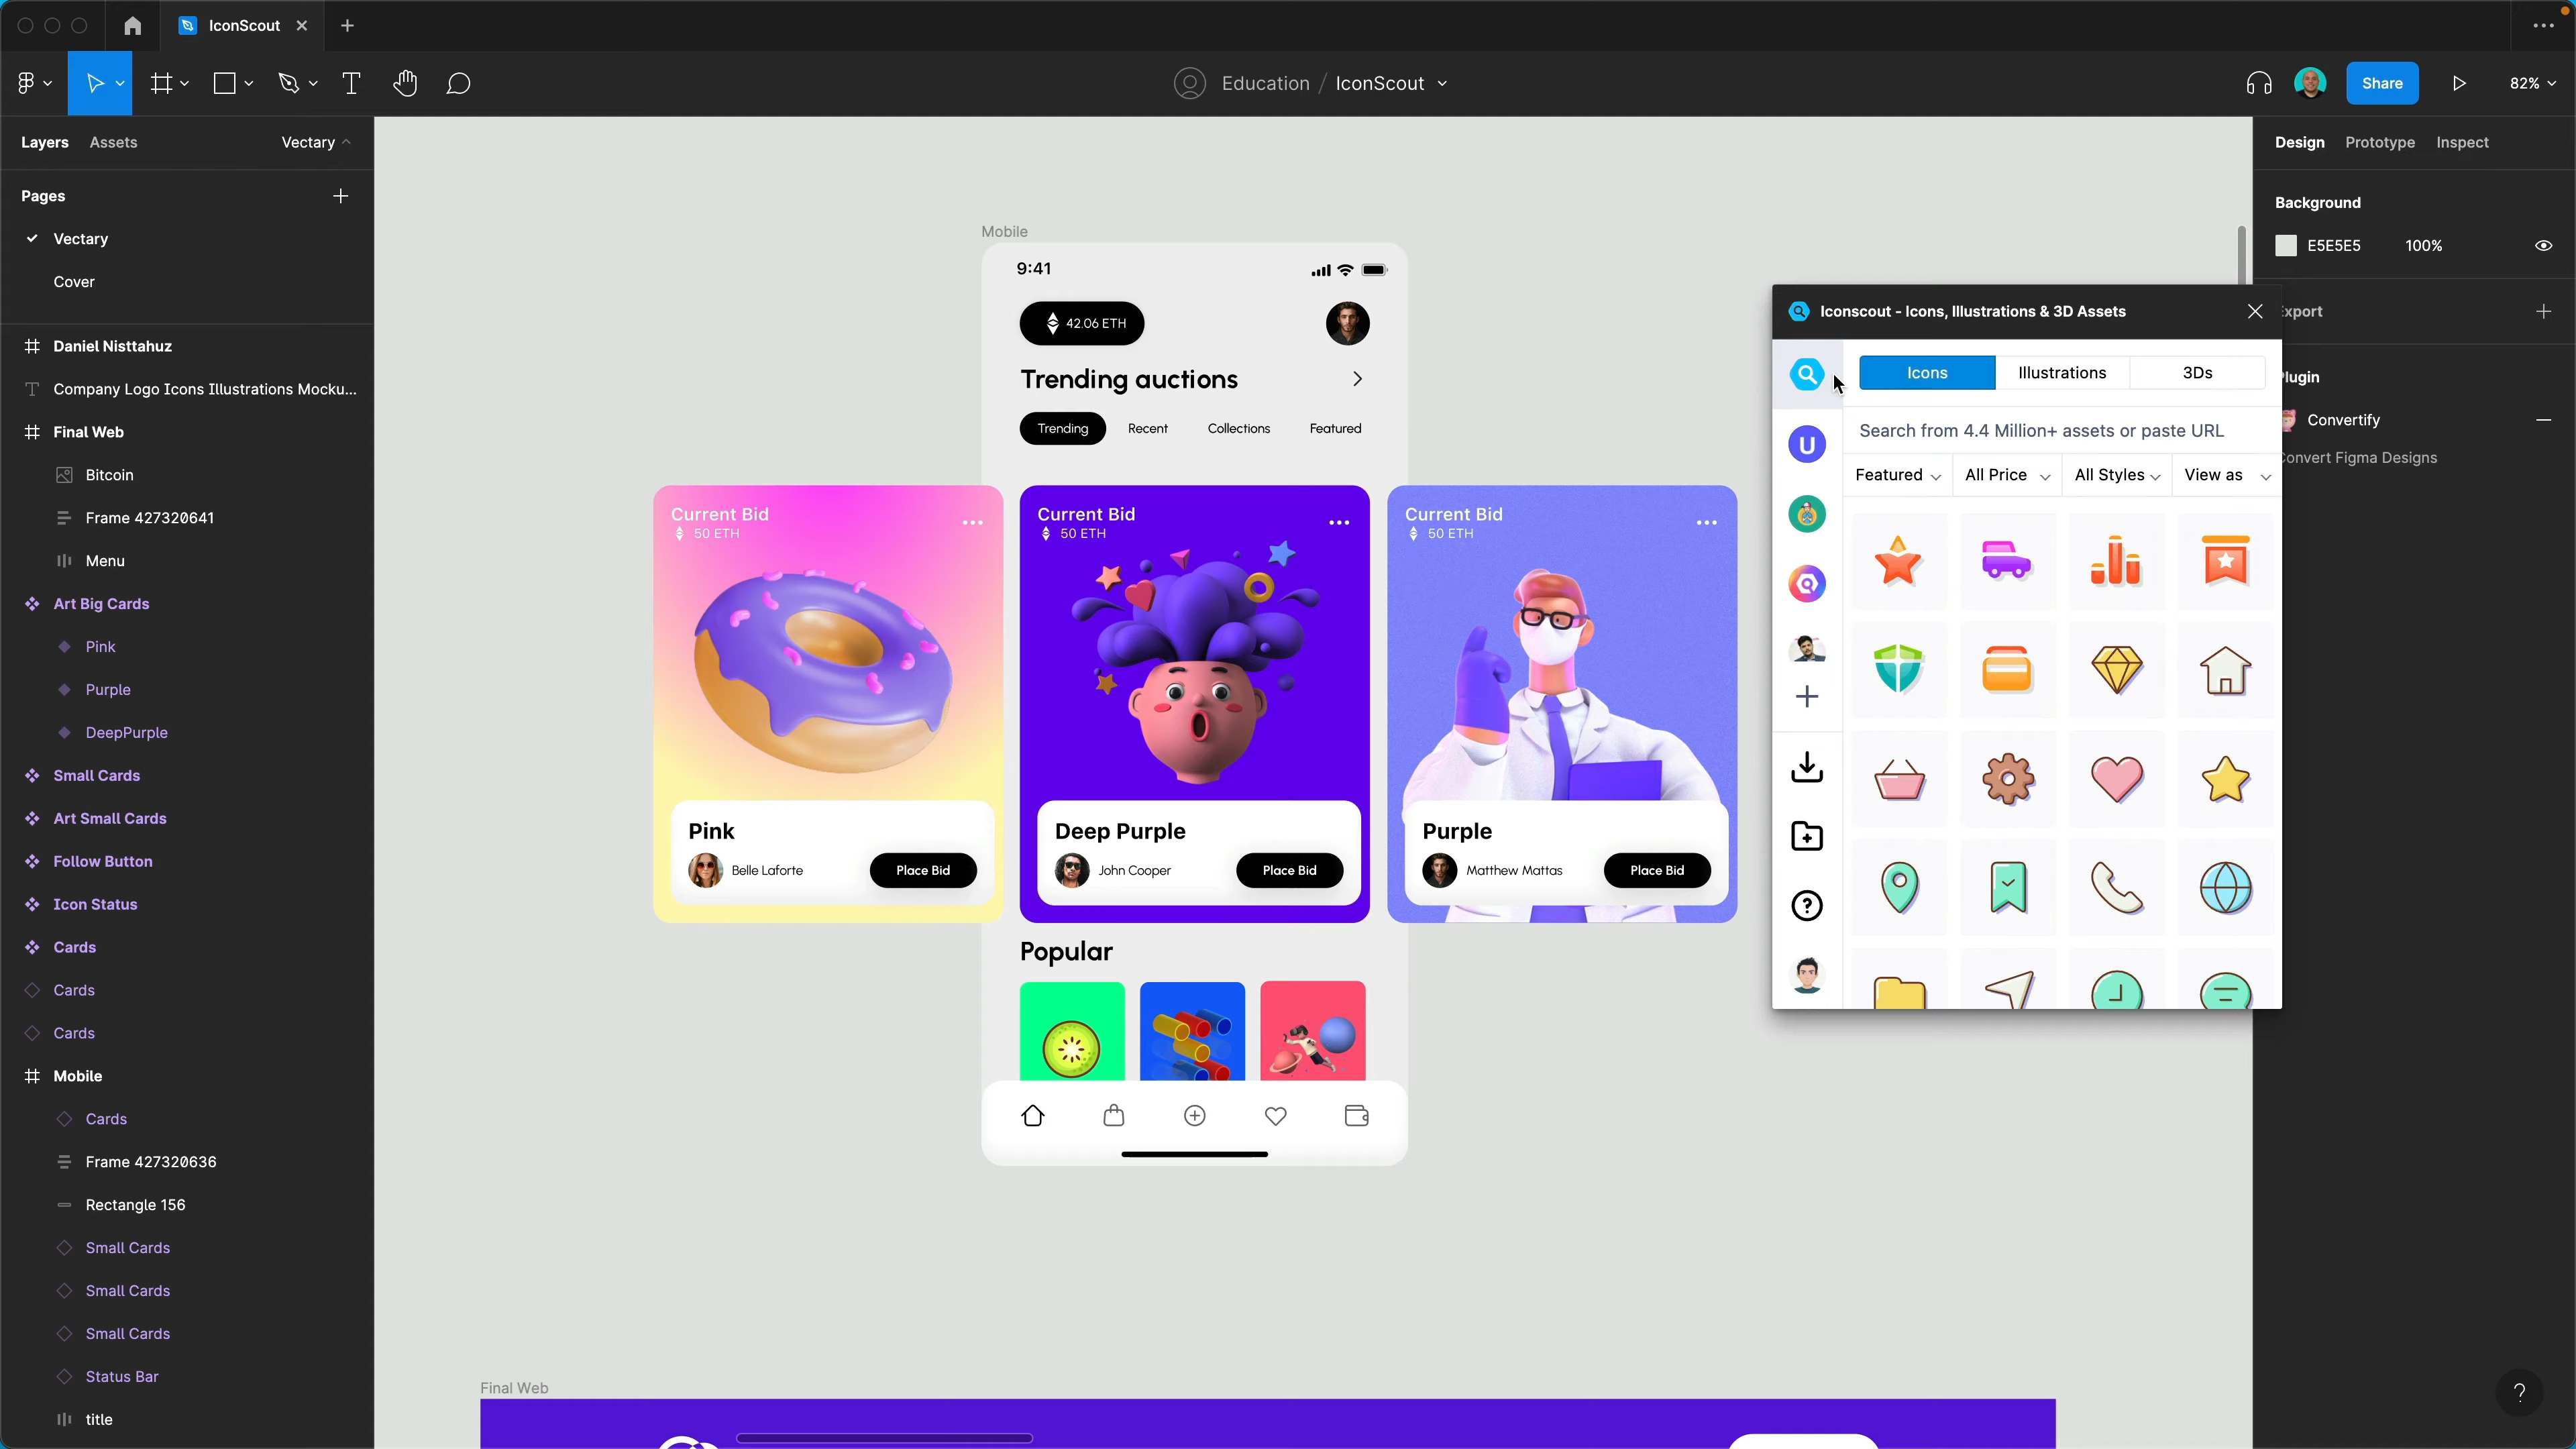 IconScout
Education / IconScout
Share
82%
Layers
Assets
Vectary
Pages
Vectary
Cover
Daniel Nisttahuz
Company Logo Icons Illustrations Mocku...
Final Web
Bitcoin
Frame 427320641
Menu
Art Big Cards
Pink
Purple
DeepPurple
Small Cards
Art Small Cards
Follow Button
Icon Status
Cards
Cards
Cards
Mobile
Cards
Frame 427320636
Rectangle 156
Small Cards
Small Cards
Small Cards
Status Bar
title
Mobile
9:41
42.06 ETH
Trending auctions
Trending
Recent
Collections
Featured
Current Bid
50 ETH
Pink
Belle Laforte
Place Bid
Current Bid
50 ETH
Deep Purple
John Cooper
Place Bid
Current Bid
50 ETH
Purple
Matthew Mattas
Place Bid
Popular
Final Web
Iconscout - Icons, Illustrations & 3D Assets
U
Icons
Illustrations
3Ds
Search from 4.4 Million+ assets or paste URL
Featured
All Price
All Styles
View as
Design
Prototype
Inspect
Background
E5E5E5
100%
xport
lugin
Convertify
onvert Figma Designs
?